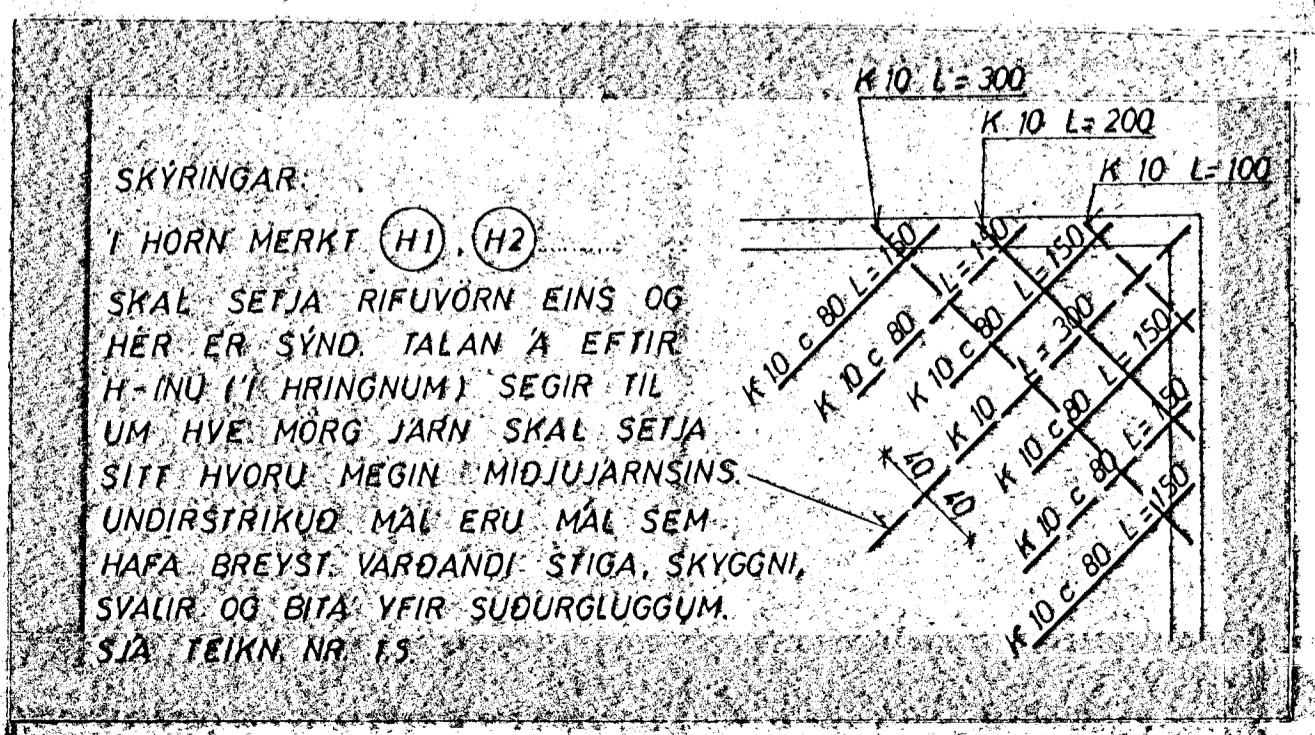 K 10 L = 300
K 10 L = 200
K 10 L = 100
SKÝRINGAR:
Í HORN MERKT (H1), (H2) ..........
SKAL SETJA RIFUVÖRN EINS OG
HÉR ER SÝND. TALAN Á EFTIR
H-INU (Í HRINGNUM) SEGIR TIL
UM HVE MÖRG JÁRN SKAL SETJA
SITT HVORU MEGIN MIÐJUJÁRNSINS.
UNDIRSTRIKUÐ MÁL ERU MÁL SEM
HAFA BREYST. VARÐANDI STIGA, SKYGGNI,
SVALIR OG BITA YFIR SUÐURGLUGGUM.
SJÁ TEIKN. NR. 1.5.
K 10 c 80 L = 150
K 10 c 80 L = 150
K 10 c 80 L = 150
K 10 L = 300
K 10 c 80 L = 150
K 10 c 80 L = 150
K 10 c 80 L = 150
40 40